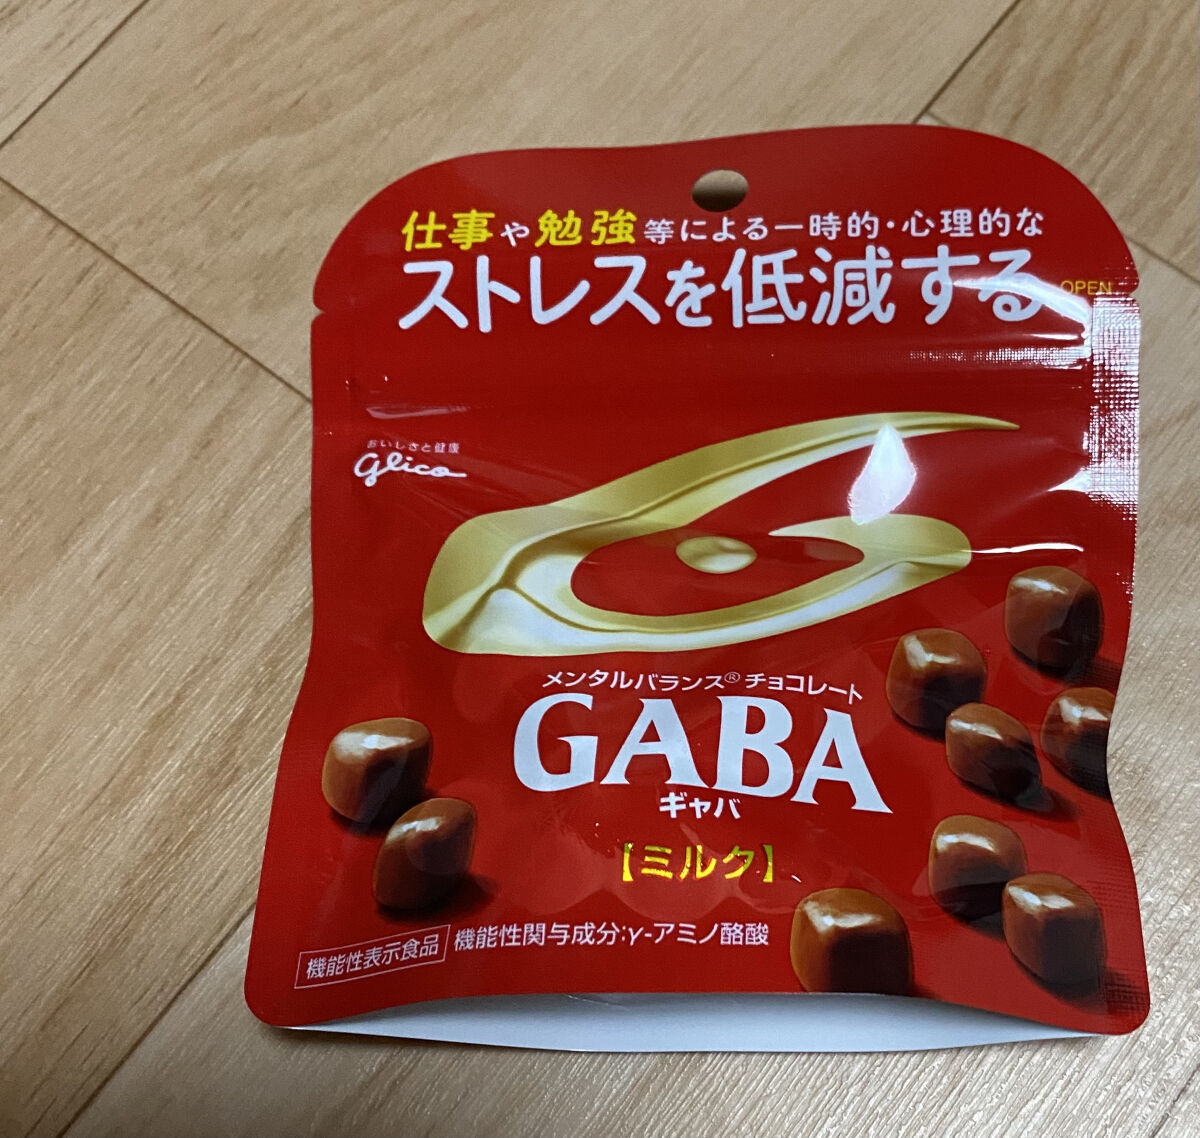 仕事や勉強等による一時的・心理的な
ストレスを低減する
OPEN
おいしさと健康
Glico
メンタルバランス®チョコレート
GABA
ギャバ
【ミルク】
機能性表示食品 機能性関与成分:γ-アミノ酪酸